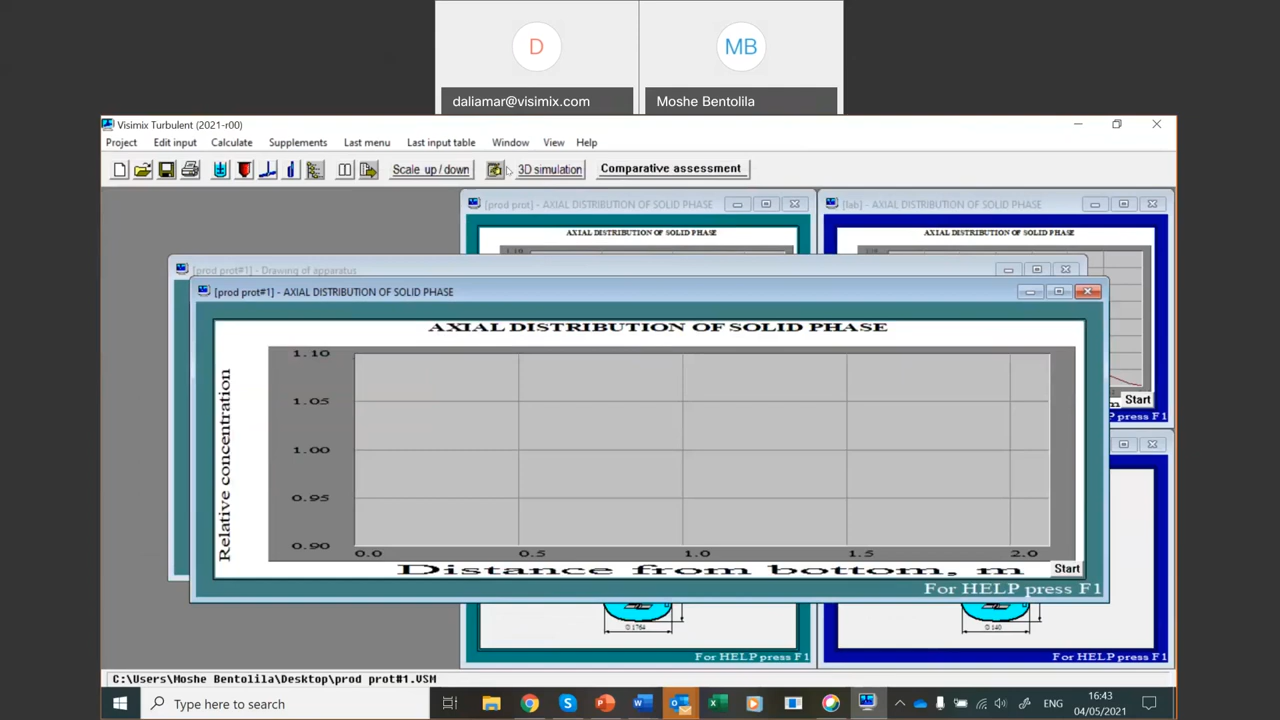 D
MB
daliamar@visimix.com
Moshe Bentolila
Visimix Turbulent (2021-r00)
Project Edit input Calculate Supplements Last menu Last input table Window View Help
Scale up/down 3D simulation Comparative assessment
[prod prot] - AXIAL DISTRIBUTION OF SOLID PHASE
[lab] - AXIAL DISTRIBUTION OF SOLID PHASE
AXIAL DISTRIBUTION OF SOLID PHASE
AXIAL DISTRIBUTION OF SOLID PHASE
[prod prot#1] - Drawing of apparatus
[prod prot#1] - AXIAL DISTRIBUTION OF SOLID PHASE
AXIAL DISTRIBUTION OF SOLID PHASE
Relative concentration
1.10
1.05
1.00
0.95
0.90
0.0 0.5 1.0 1.5 2.0
Distance from bottom, m
Start
For HELP press F1
Start
For HELP press F1
0.1764
0.140
For HELP press F1
For HELP press F1
C:\Users\Moshe Bentolila\Desktop\prod prot#1.VSM
Type here to search
ENG
16:43
04/05/2021